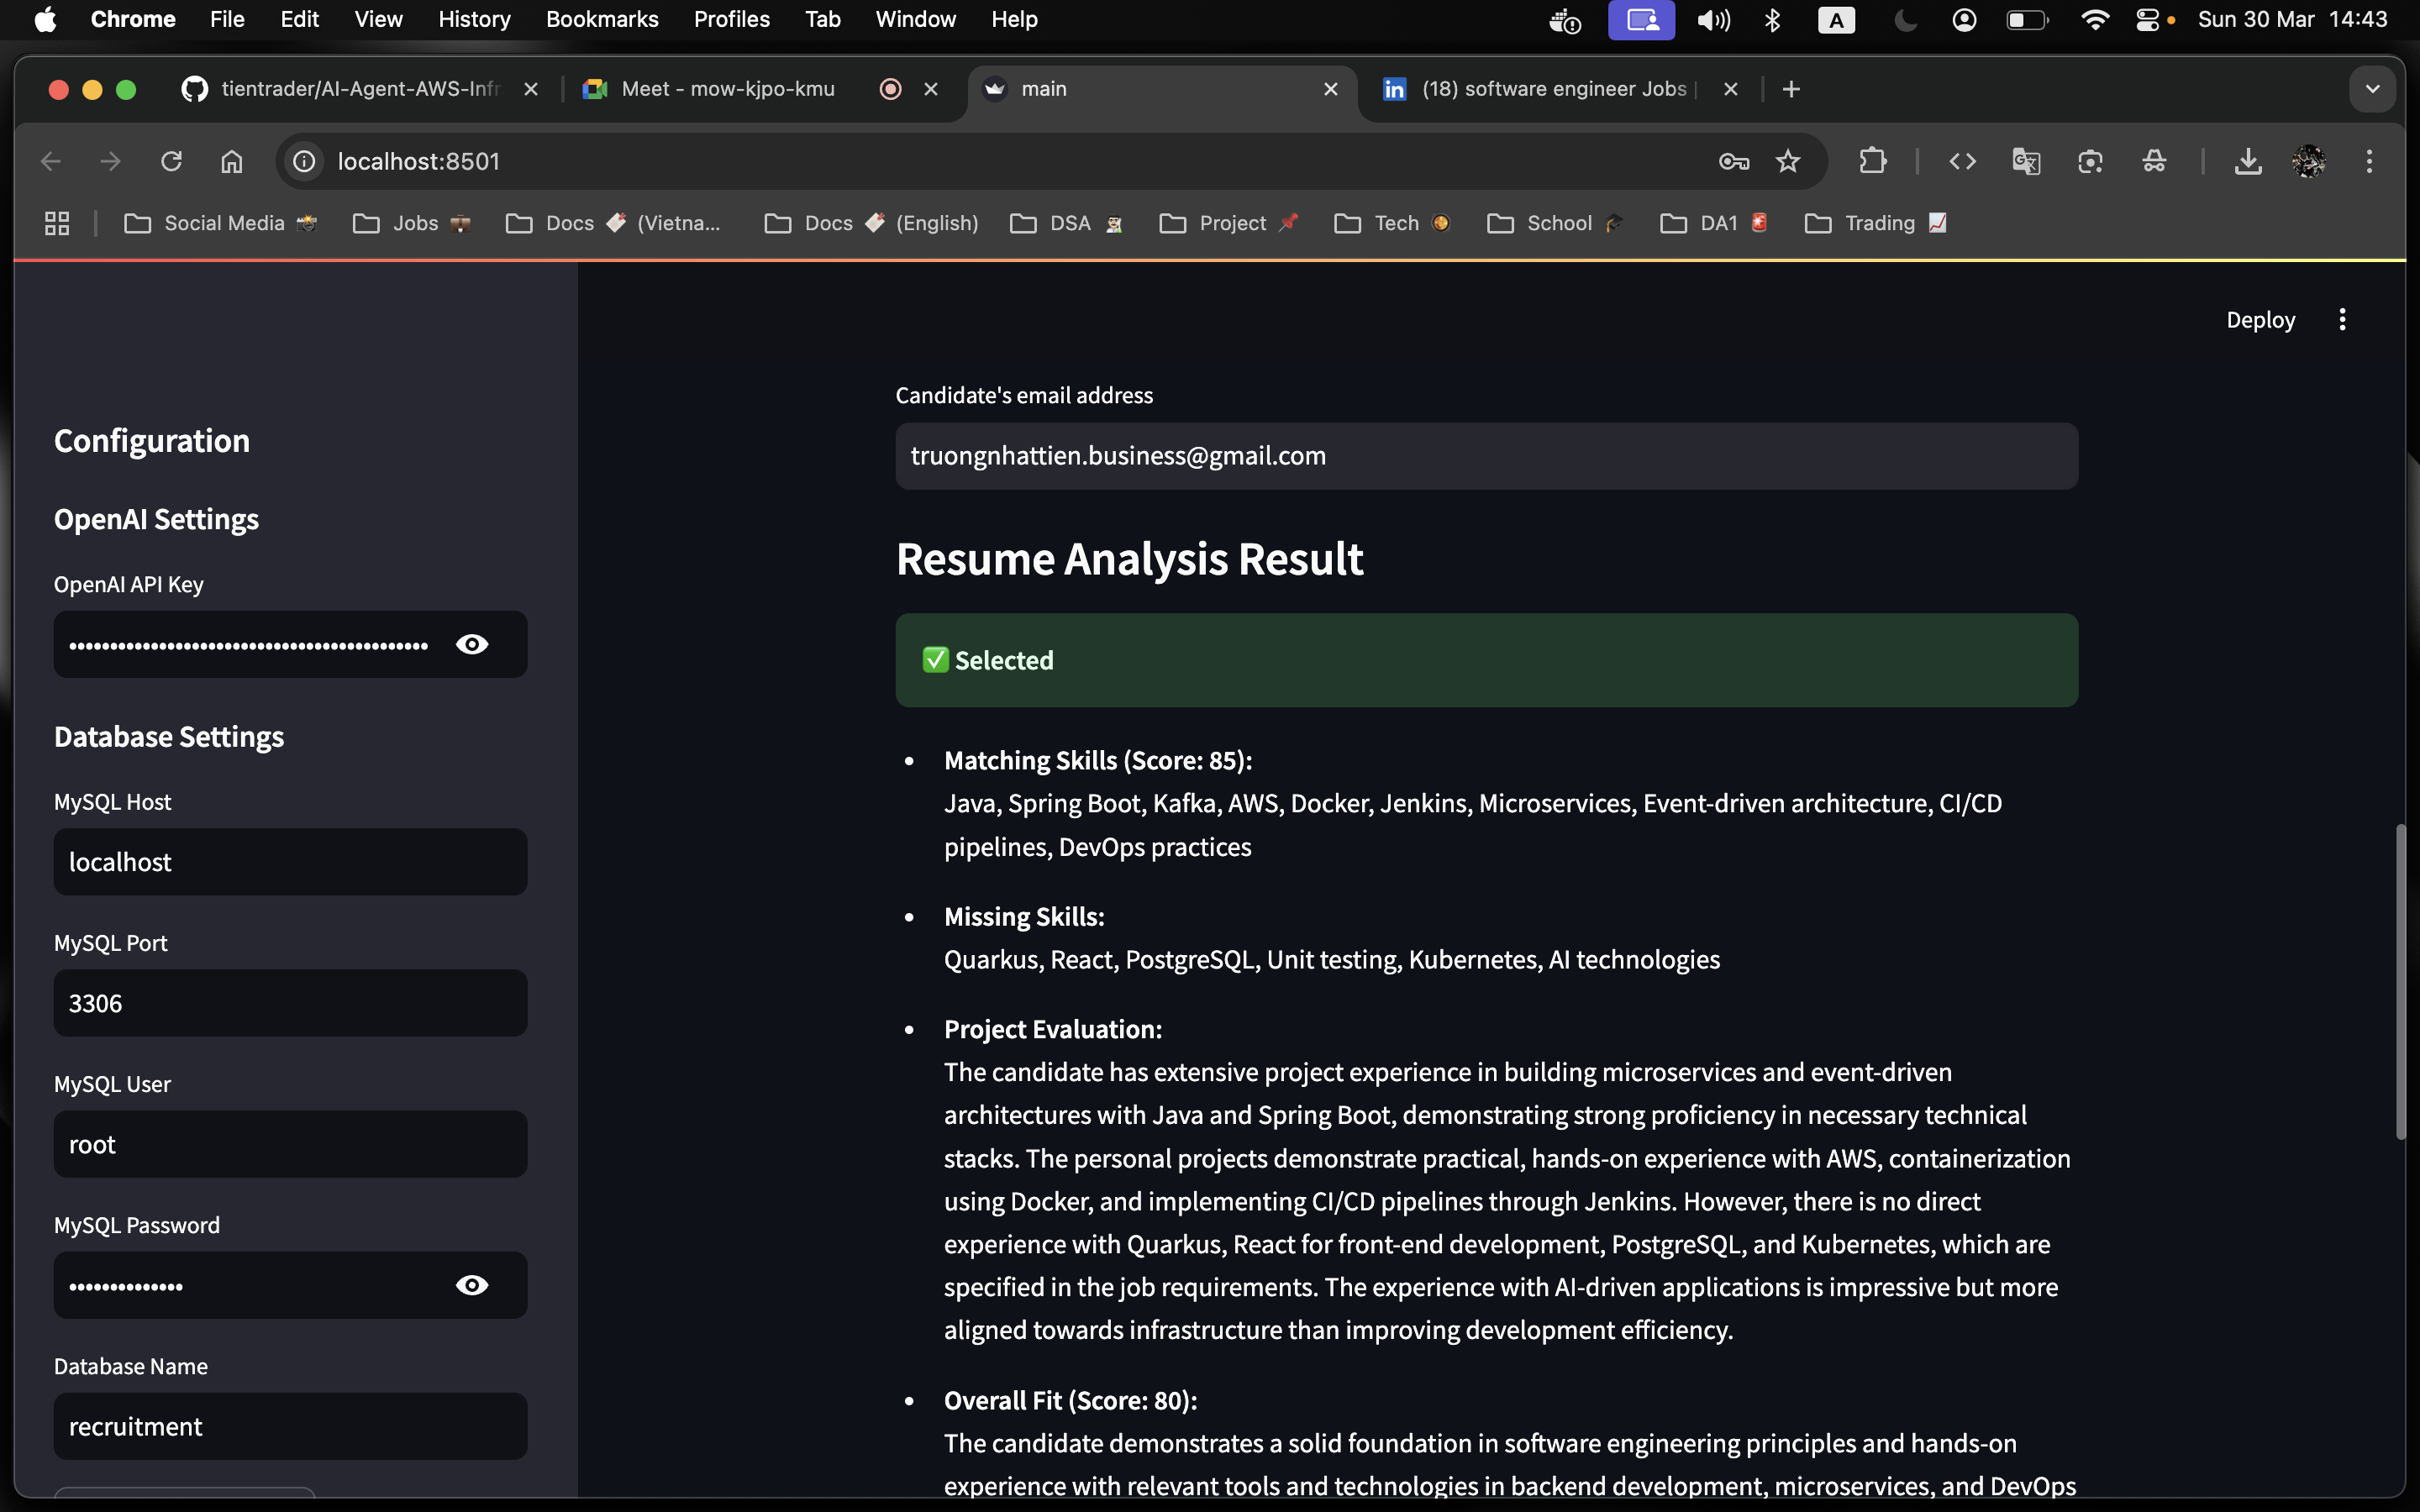 Chrome File Edit View History Bookmarks Profiles Tab Window Help A Sun 30 Mar 14:43
tientrader/AI-Agent-AWS-Infr Meet - mow-kjpo-kmu main (18) software engineer Jobs |
localhost:8501
Social Media Jobs Docs (Vietna... Docs (English) DSA Project Tech School DA1 Trading
Deploy
Configuration
OpenAI Settings
OpenAI API Key
••••••••••••••••••••••••••••••••••••••••••••
Database Settings
MySQL Host
localhost
MySQL Port
3306
MySQL User
root
MySQL Password
••••••••••••••
Database Name
recruitment
Candidate's email address
truongnhattien.business@gmail.com
Resume Analysis Result
✅ Selected
• Matching Skills (Score: 85):
Java, Spring Boot, Kafka, AWS, Docker, Jenkins, Microservices, Event-driven architecture, CI/CD
pipelines, DevOps practices
• Missing Skills:
Quarkus, React, PostgreSQL, Unit testing, Kubernetes, AI technologies
• Project Evaluation:
The candidate has extensive project experience in building microservices and event-driven
architectures with Java and Spring Boot, demonstrating strong proficiency in necessary technical
stacks. The personal projects demonstrate practical, hands-on experience with AWS, containerization
using Docker, and implementing CI/CD pipelines through Jenkins. However, there is no direct
experience with Quarkus, React for front-end development, PostgreSQL, and Kubernetes, which are
specified in the job requirements. The experience with AI-driven applications is impressive but more
aligned towards infrastructure than improving development efficiency.
• Overall Fit (Score: 80):
The candidate demonstrates a solid foundation in software engineering principles and hands-on
experience with relevant tools and technologies in backend development, microservices, and DevOps